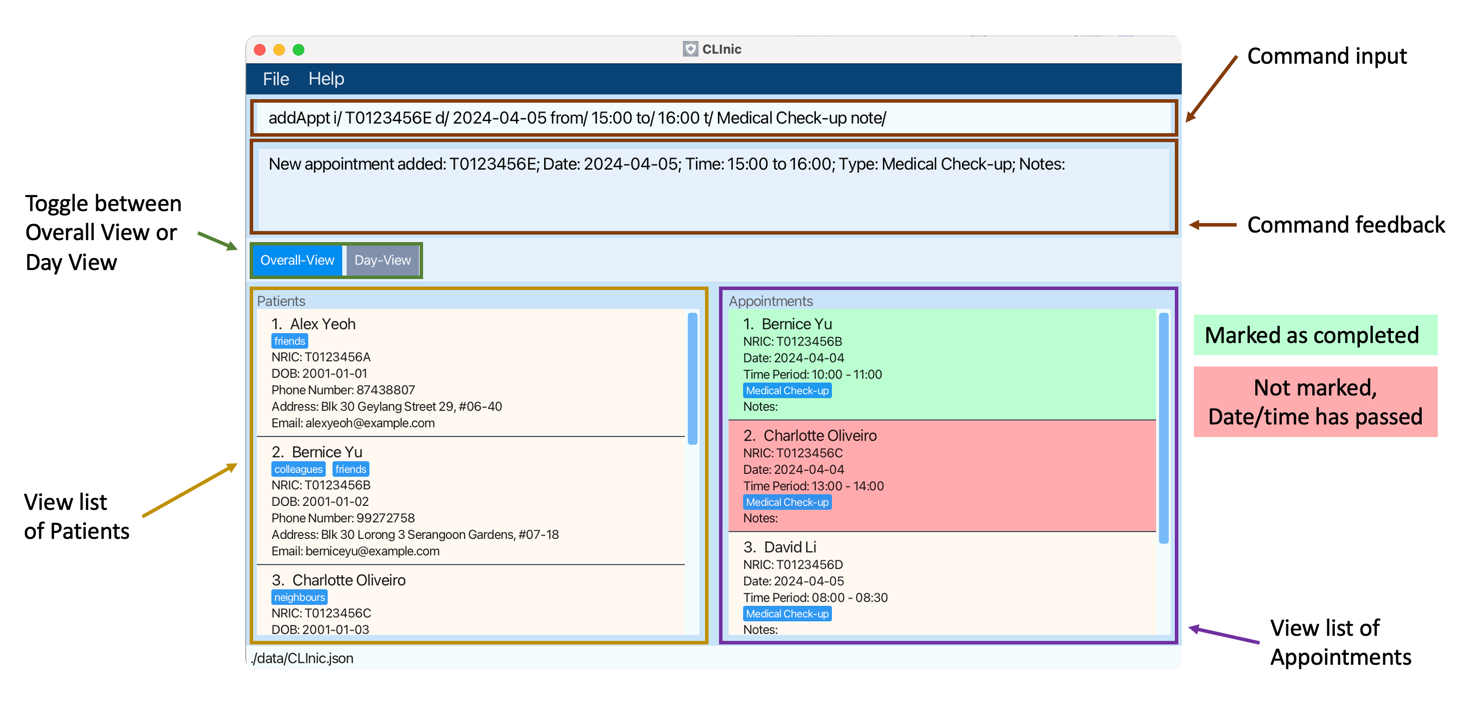 CLInic
Command input
File Help
addAppt i/ T0123456E d/ 2024-04-05 from/ 15:00 to/ 16:00 t/ Medical Check-up note/
New appointment added: T0123456E; Date: 2024-04-05; Time: 15:00 to 16:00; Type: Medical Check-up; Notes:
Command feedback
Toggle between
Overall View or
Day View
Overall-View Day-View
Patients
1. Alex Yeoh
friends
NRIC: T0123456A
DOB: 2001-01-01
Phone Number: 87438807
Address: Blk 30 Geylang Street 29, #06-40
Email: alexyeoh@example.com
2. Bernice Yu
colleagues friends
NRIC: T0123456B
DOB: 2001-01-02
Phone Number: 99272758
Address: Blk 30 Lorong 3 Serangoon Gardens, #07-18
Email: berniceyu@example.com
3. Charlotte Oliveiro
neighbours
NRIC: T0123456C
DOB: 2001-01-03
View list
of Patients
Appointments
1. Bernice Yu
NRIC: T0123456B
Date: 2024-04-04
Time Period: 10:00 - 11:00
Medical Check-up
Notes:
2. Charlotte Oliveiro
NRIC: T0123456C
Date: 2024-04-04
Time Period: 13:00 - 14:00
Medical Check-up
Notes:
3. David Li
NRIC: T0123456D
Date: 2024-04-05
Time Period: 08:00 - 08:30
Medical Check-up
Notes:
Marked as completed
Not marked,
Date/time has passed
View list of
Appointments
./data/CLInic.json